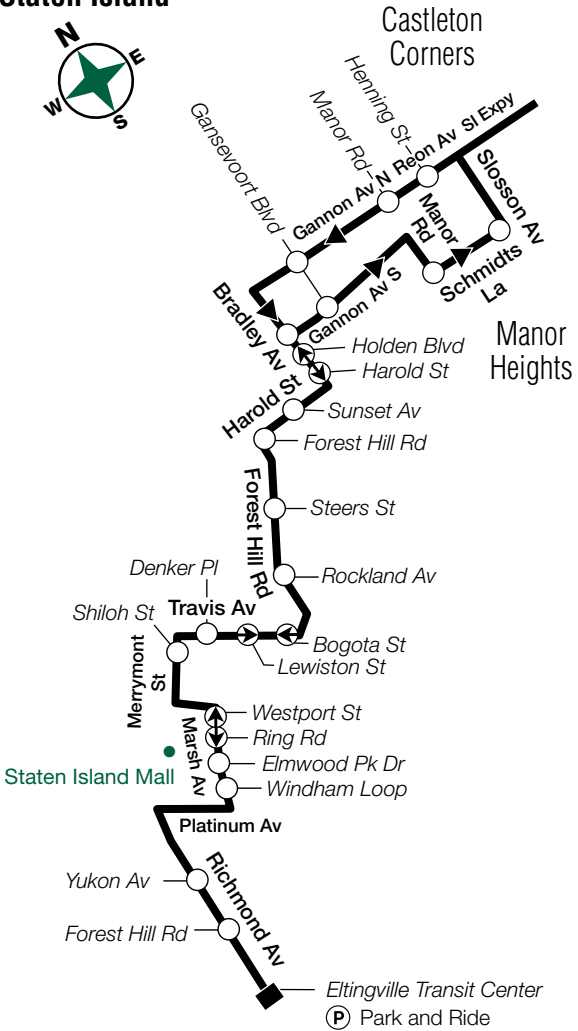 Staten Island
N
E
W
S
Castleton
Corners
Henning St
Manor Rd
Gansevoort Blvd
Gannon Av N
Reon Av
SI Expy
Slosson Av
Manor
Rd
Schmidts
La
Gannon Av S
Bradley Av
Manor
Heights
Holden Blvd
Harold St
Harold St
Sunset Av
Forest Hill Rd
Forest Hill Rd
Steers St
Rockland Av
Denker Pl
Travis Av
Shiloh St
Bogota St
Lewiston St
Merrymont
St
Westport St
Ring Rd
Marsh Av
Staten Island Mall
Elmwood Pk Dr
Windham Loop
Platinum Av
Yukon Av
Richmond Av
Forest Hill Rd
Eltingville Transit Center
P Park and Ride